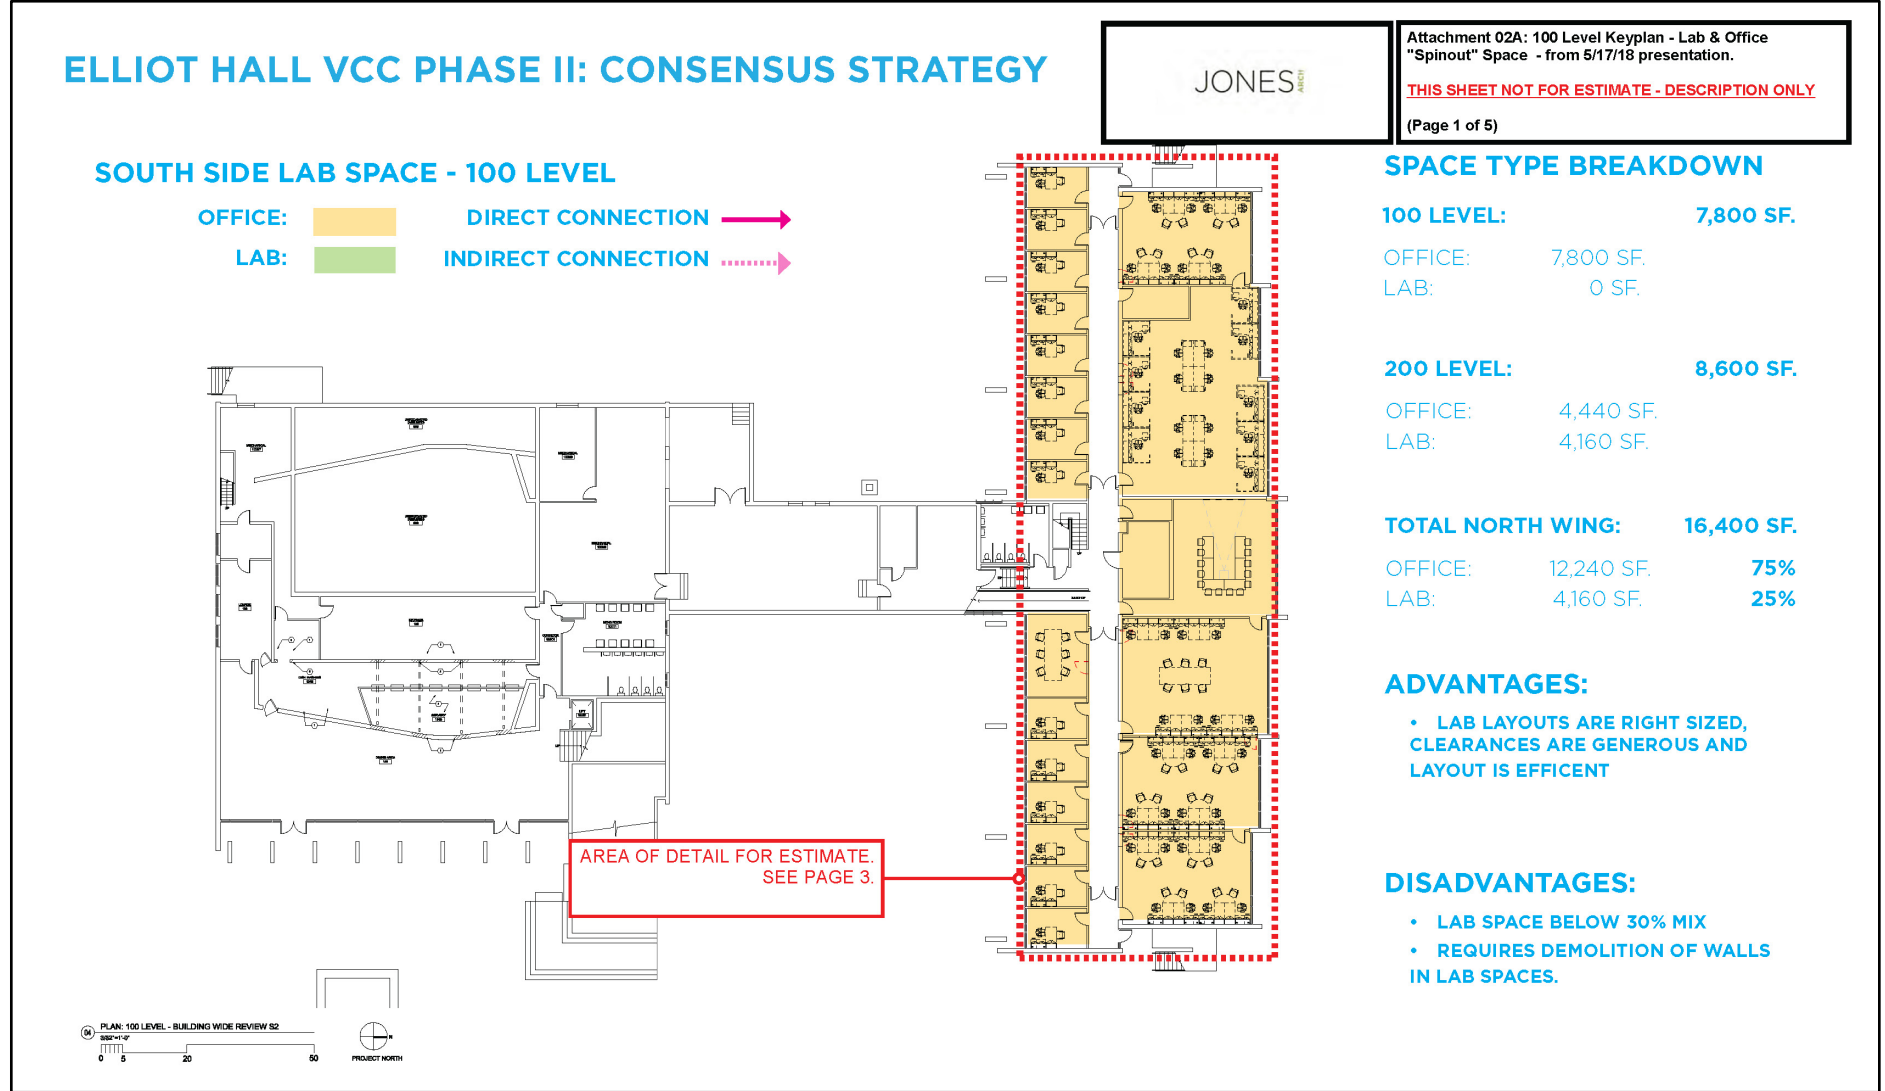 ELLIOT HALL VCC PHASE II: CONSENSUS STRATEGY
JONES ARCH
Attachment 02A: 100 Level Keyplan - Lab & Office
"Spinout" Space - from 5/17/18 presentation.
THIS SHEET NOT FOR ESTIMATE - DESCRIPTION ONLY
(Page 1 of 5)
SOUTH SIDE LAB SPACE - 100 LEVEL
OFFICE:
DIRECT CONNECTION
LAB:
INDIRECT CONNECTION
SPACE TYPE BREAKDOWN
100 LEVEL: 7,800 SF.
OFFICE: 7,800 SF.
LAB: 0 SF.
200 LEVEL: 8,600 SF.
OFFICE: 4,440 SF.
LAB: 4,160 SF.
TOTAL NORTH WING: 16,400 SF.
OFFICE: 12,240 SF. 75%
LAB: 4,160 SF. 25%
ADVANTAGES:
• LAB LAYOUTS ARE RIGHT SIZED,
CLEARANCES ARE GENEROUS AND
LAYOUT IS EFFICENT
DISADVANTAGES:
• LAB SPACE BELOW 30% MIX
• REQUIRES DEMOLITION OF WALLS
IN LAB SPACES.
AREA OF DETAIL FOR ESTIMATE.
SEE PAGE 3.
04
PLAN: 100 LEVEL - BUILDING WIDE REVIEW S2
3/32"=1'-0"
0 5 20 50
N
PROJECT NORTH